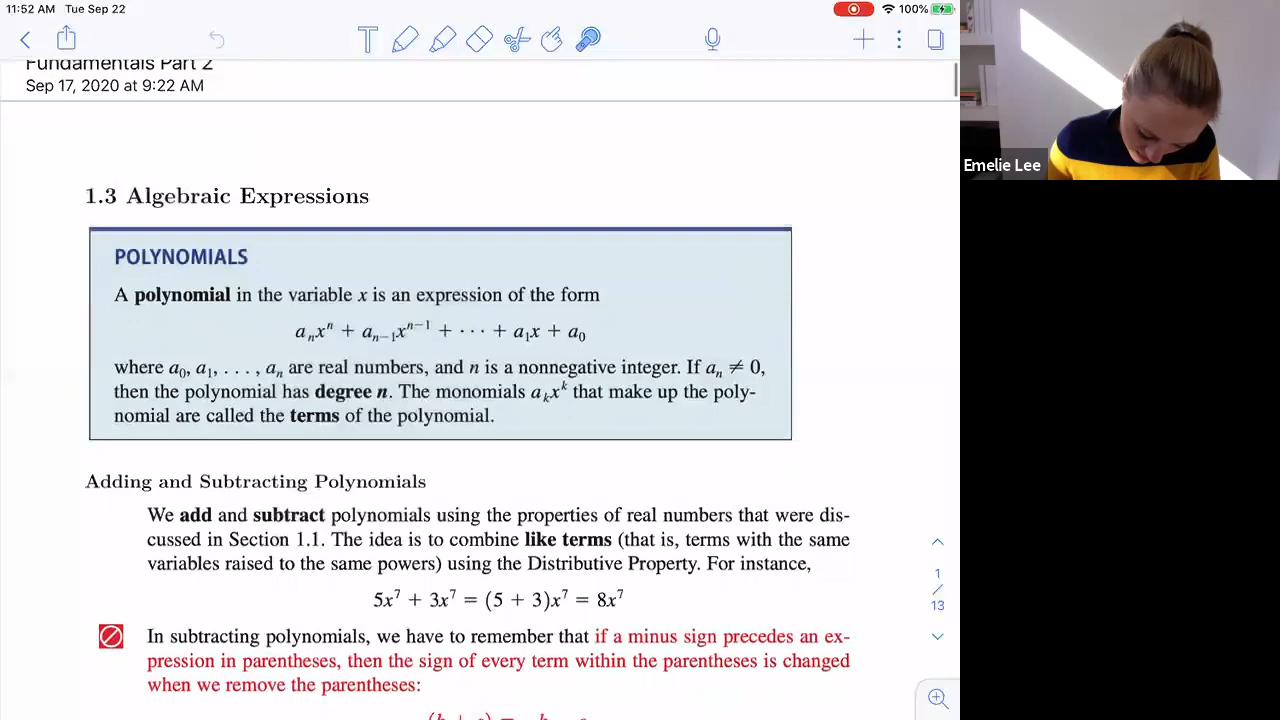 11:52 AM Tue Sep 22
100%
Fundamentals Part 2
Sep 17, 2020 at 9:22 AM
Emelie Lee
1.3 Algebraic Expressions
POLYNOMIALS
A polynomial in the variable x is an expression of the form
aₙxⁿ + aₙ₋₁xⁿ⁻¹ + · · · + a₁x + a₀
where a₀, a₁, . . . , aₙ are real numbers, and n is a nonnegative integer. If aₙ ≠ 0,
then the polynomial has degree n. The monomials aₖxᵏ that make up the poly-
nomial are called the terms of the polynomial.
Adding and Subtracting Polynomials
We add and subtract polynomials using the properties of real numbers that were dis-
cussed in Section 1.1. The idea is to combine like terms (that is, terms with the same
variables raised to the same powers) using the Distributive Property. For instance,
5x⁷ + 3x⁷ = (5 + 3)x⁷ = 8x⁷
In subtracting polynomials, we have to remember that if a minus sign precedes an ex-
pression in parentheses, then the sign of every term within the parentheses is changed
when we remove the parentheses:
1
/
13